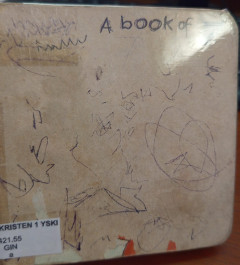 A book of
KRISTEN 1 YSKI
421.55
GIN